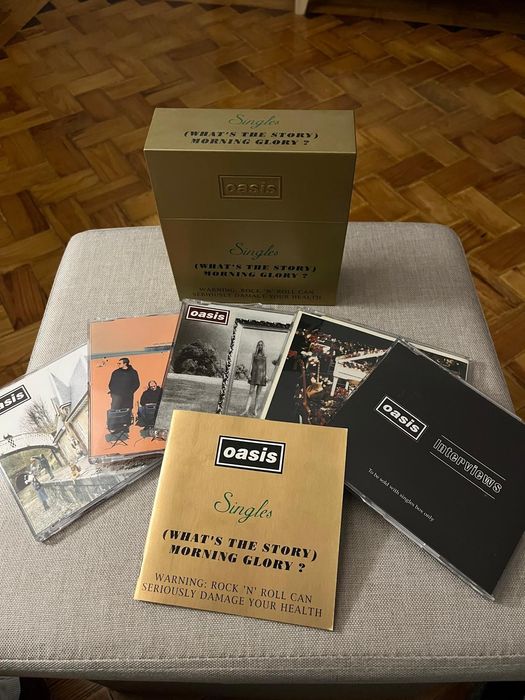 Singles
(WHAT'S THE STORY)
MORNING GLORY ?
oasis
Singles
(WHAT'S THE STORY)
MORNING GLORY ?
WARNING: ROCK 'N' ROLL CAN
SERIOUSLY DAMAGE YOUR HEALTH
oasis
oasis
oasis
Interviews
To be sold with singles box only
oasis
Singles
(WHAT'S THE STORY)
MORNING GLORY ?
WARNING: ROCK 'N' ROLL CAN
SERIOUSLY DAMAGE YOUR HEALTH